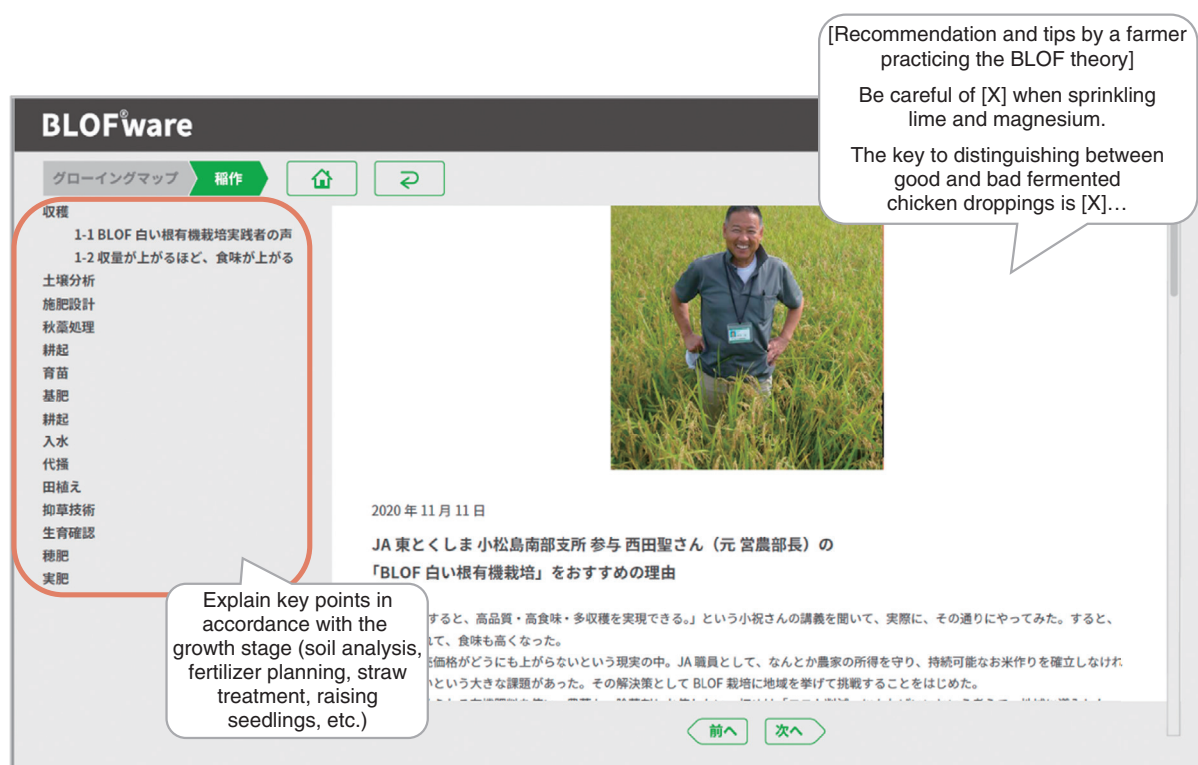 [Recommendation and tips by a farmer
practicing the BLOF theory]
Be careful of [X] when sprinkling
lime and magnesium.
The key to distinguishing between
good and bad fermented
chicken droppings is [X]…
BLOF®ware
グローイングマップ 稲作
収穫
1-1 BLOF 白い根有機栽培実践者の声
1-2 収量が上がるほど、食味が上がる
土壌分析
施肥設計
秋藁処理
耕起
育苗
基肥
耕起
入水
代掻
田植え
抑草技術
生育確認
穂肥
実肥
Explain key points in
accordance with the
growth stage (soil analysis,
fertilizer planning, straw
treatment, raising
seedlings, etc.)
2020 年 11 月 11 日
JA 東とくしま 小松島南部支所 参与 西田聖さん（元 営農部長）の
「BLOF 白い根有機栽培」をおすすめの理由
すると、高品質・高食味・多収穫を実現できる。」という小祝さんの講義を聞いて、実際に、その通りにやってみた。すると、
て、食味も高くなった。
価格がどうにも上がらないという現実の中。JA 職員として、なんとか農家の所得を守り、持続可能なお米作りを確立しなけれ
いという大きな課題があった。その解決策として BLOF 栽培に地域を挙げて挑戦することをはじめた。
前へ 次へ